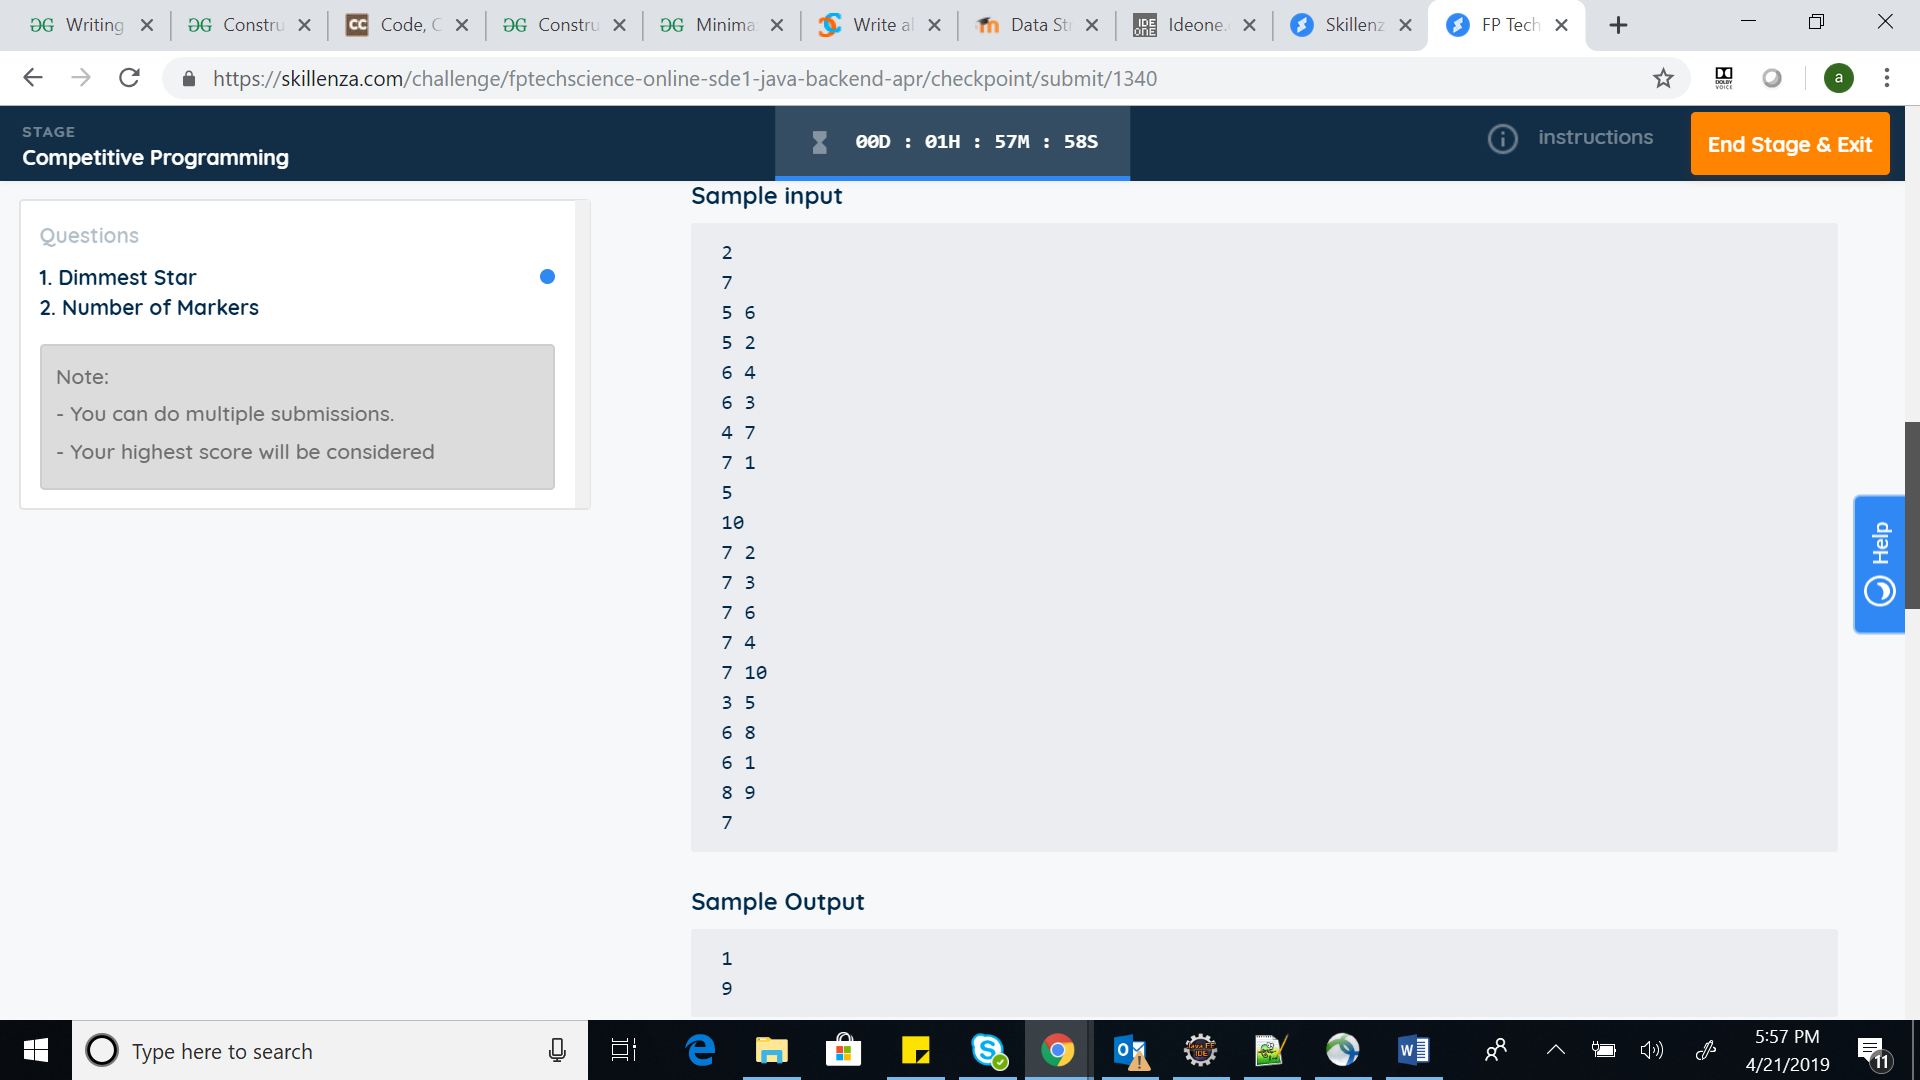 Writing
Constru
CC Code, C
Constru
Minima
Write al
Data St
IDE ONE Ideone.
Skillenz
FP Tech
https://skillenza.com/challenge/fptechscience-online-sde1-java-backend-apr/checkpoint/submit/1340
DOLBY VOICE
a
STAGE
Competitive Programming
00D : 01H : 57M : 58S
instructions
End Stage & Exit
Questions
1. Dimmest Star
2. Number of Markers
Note:
- You can do multiple submissions.
- Your highest score will be considered
Sample input
2
7
5 6
5 2
6 4
6 3
4 7
7 1
5
10
7 2
7 3
7 6
7 4
7 10
3 5
6 8
6 1
8 9
7
Sample Output
1
9
Help
Type here to search
5:57 PM
4/21/2019
11